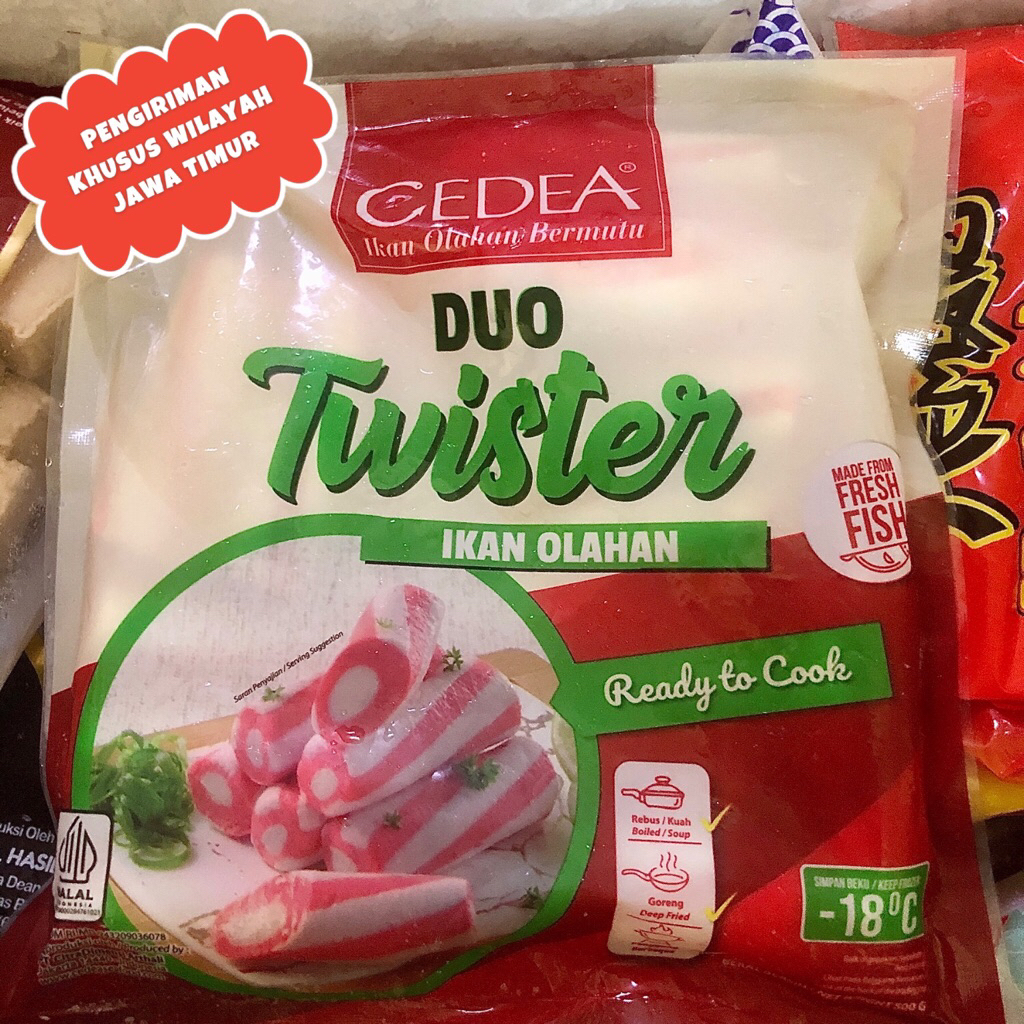 PENGIRIMAN
KHUSUS WILAYAH
JAWA TIMUR
CEDEA®
Ikan Olahan Bermutu
DUO
Twister
IKAN OLAHAN
MADE FROM
FRESH
FISH
Saran Penyajian / Serving Suggestion
Ready to Cook
Rebus / Kuah
Boiled / Soup
Goreng
Deep Fried
HALAL
INDONESIA
SIMPAN BEKU / KEEP FROZEN
-18°C